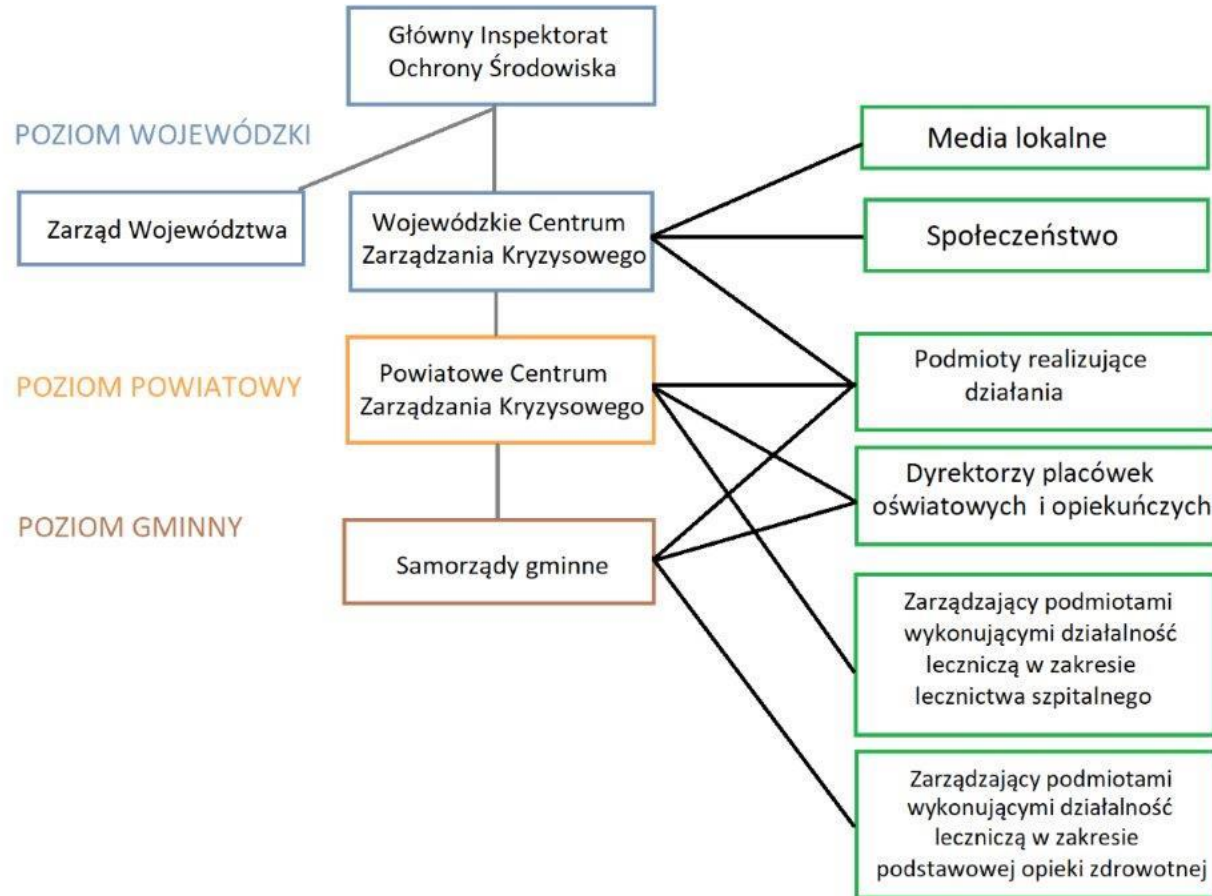 Główny Inspektorat
Ochrony Środowiska
POZIOM WOJEWÓDZKI
Media lokalne
Zarząd Województwa
Wojewódzkie Centrum
Zarządzania Kryzysowego
Społeczeństwo
POZIOM POWIATOWY
Powiatowe Centrum
Zarządzania Kryzysowego
Podmioty realizujące
działania
Dyrektorzy placówek
oświatowych i opiekuńczych
POZIOM GMINNY
Samorządy gminne
Zarządzający podmiotami
wykonującymi działalność
leczniczą w zakresie
lecznictwa szpitalnego
Zarządzający podmiotami
wykonującymi działalność
leczniczą w zakresie
podstawowej opieki zdrowotnej